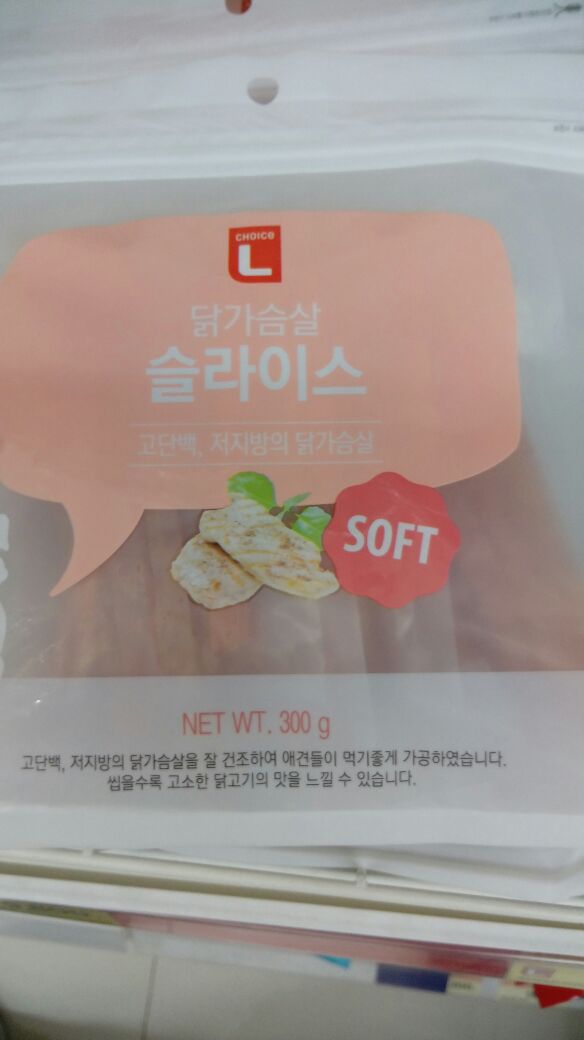 CHOICe
L
닭가슴살
슬라이스
고단백, 저지방의 닭가슴살
SOFT
NET WT. 300 g
고단백, 저지방의 닭가슴살을 잘 건조하여 애견들이 먹기좋게 가공하였습니다.
씹을수록 고소한 닭고기의 맛을 느낄 수 있습니다.